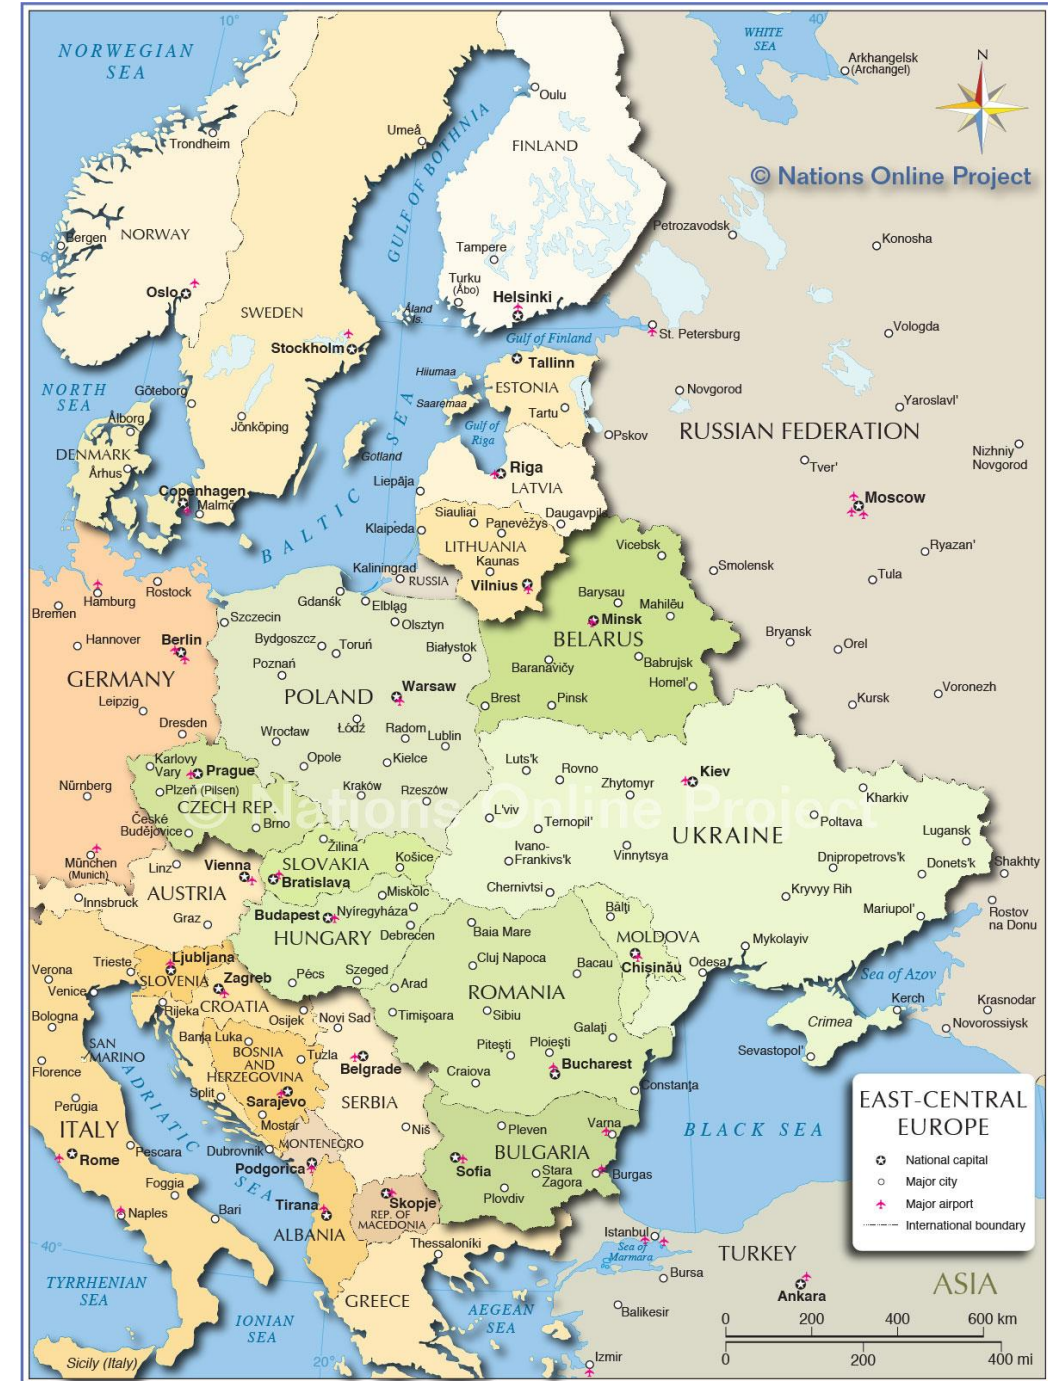 10°
40°
NORWEGIAN
SEA
WHITE
SEA
Arkhangelsk
(Archangel)
N
Oulu
Trondheim
Umeå
FINLAND
© Nations Online Project
GULF OF BOTHNIA
Petrozavodsk
Konosha
Bergen
NORWAY
Tampere
Turku
(Åbo)
Helsinki
Oslo
Åland
Is.
SWEDEN
St. Petersburg
Vologda
Stockholm
Gulf of Finland
Tallinn
Hiiumaa
ESTONIA
NORTH
SEA
Göteborg
Saaremaa
Tartu
Novgorod
Yaroslavl'
Ålborg
Jönköping
Gulf of
Riga
Pskov
RUSSIAN FEDERATION
Nizhniy
Novgorod
DENMARK
Århus
Gotland
Riga
LATVIA
Tver'
Moscow
Copenhagen
Malmö
Liepâja
BALTIC SEA
Siauliai
Panevėžys
Daugavpils
Klaipeda
LITHUANIA
Kaunas
Vicebsk
Ryazan'
Kaliningrad
RUSSIA
Vilnius
Smolensk
Tula
Hamburg
Rostock
Gdańsk
Elbląg
Barysau
Mahilëu
Bremen
Szczecin
Olsztyn
Minsk
BELARUS
Bryansk
Orel
Hannover
Berlin
Bydgoszcz
Toruń
Białystok
Baranavičy
Babrujsk
GERMANY
Poznań
POLAND
Warsaw
Homel'
Leipzig
Brest
Pinsk
Kursk
Voronezh
Dresden
Wrocław
Łódź
Radom
Lublin
Karlovy
Vary
Prague
Opole
Kielce
Luts'k
Rovno
Zhytomyr
Kiev
Nürnberg
Plzeň (Pilsen)
CZECH REP.
Kraków
Rzeszów
L'viv
Kharkiv
© Nations Online Project
České
Budějovice
Brno
Ternopil'
UKRAINE
Poltava
Lugansk
Žilina
SLOVAKIA
Košice
Ivano-
Frankivs'k
Vinnytsya
Dnipropetrovs'k
Donets'k
Shakhty
München
(Munich)
Linz
Vienna
Bratislava
Chernivtsi
Kryvyy Rih
Innsbruck
AUSTRIA
Miskolc
Mariupol'
Rostov
na Donu
Graz
Budapest
Nyíregyháza
HUNGARY
Debrecen
Baia Mare
Bălţi
MOLDOVA
Chişinău
Mykolayiv
Odesa
Sea of Azov
Trieste
Ljubljana
SLOVENIA
Zagreb
Pécs
Szeged
Arad
Cluj Napoca
Bacau
Verona
Venice
CROATIA
ROMANIA
Kerch
Krasnodar
Rijeka
Osijek
Novi Sad
Timişoara
Sibiu
Crimea
Novorossiysk
Bologna
SAN
MARINO
Banja Luka
BOSNIA
AND
HERZEGOVINA
Tuzla
Belgrade
Piteşti
Ploieşti
Galaţi
Sevastopol'
Florence
Craiova
Bucharest
Perugia
Split
Sarajevo
SERBIA
Constanţa
ITALY
ADRIATIC SEA
Mostar
Niš
Pleven
Varna
BLACK SEA
Rome
Pescara
Dubrovnik
MONTENEGRO
Podgorica
BULGARIA
Sofia
Stara
Zagora
Burgas
Foggia
Tirana
Skopje
REP. OF
MACEDONIA
Plovdiv
Naples
Bari
ALBANIA
Thessaloníki
Istanbul
Sea of
Marmara
TURKEY
40°
Bursa
Ankara
ASIA
TYRRHENIAN
SEA
GREECE
Balikesir
IONIAN
SEA
AEGEAN
SEA
Izmir
Sicily (Italy)
20°
EAST-CENTRAL
EUROPE
National capital
Major city
Major airport
International boundary
0 200 400 600 km
0 200 400 mi